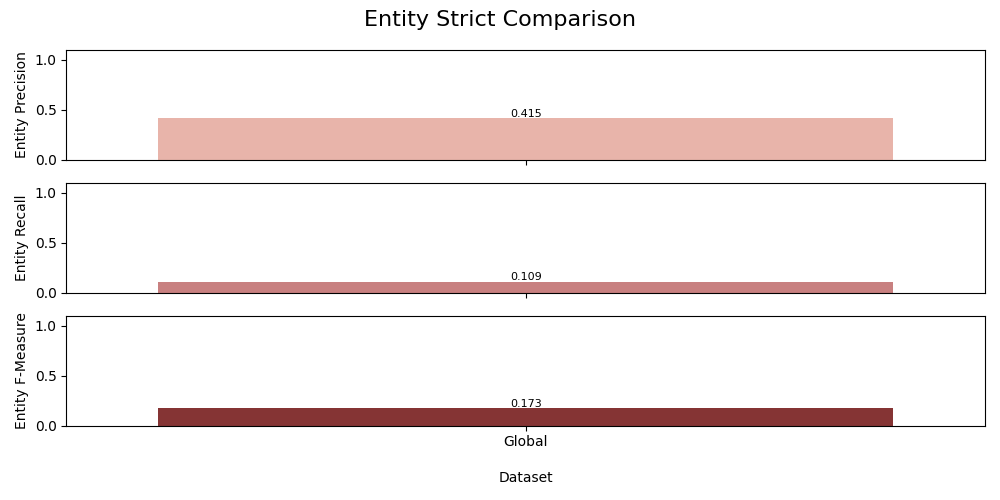 Entity Strict Comparison
Entity Precision
1.0
0.5
0.0
0.415
Entity Recall
1.0
0.5
0.0
0.109
Entity F-Measure
1.0
0.5
0.0
0.173
Global
Dataset